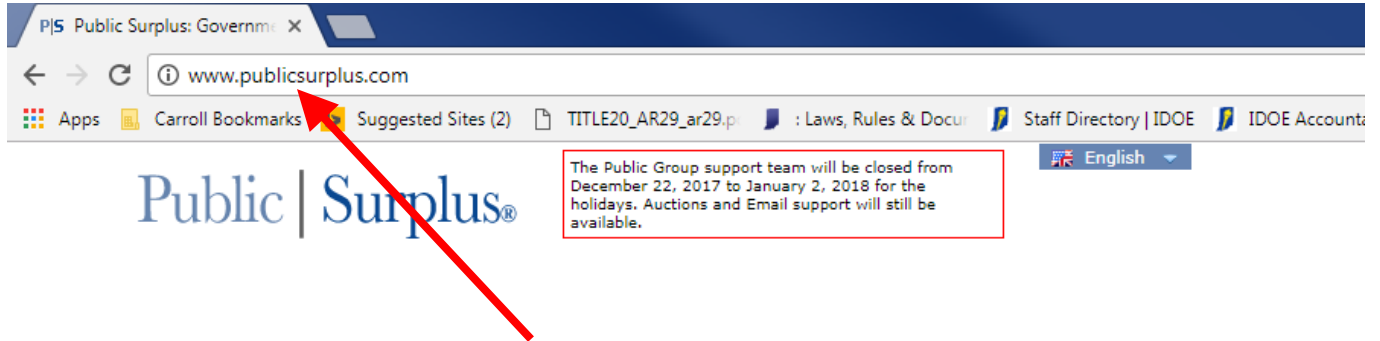 P|S Public Surplus: Governme
www.publicsurplus.com
Apps Carroll Bookmarks Suggested Sites (2) TITLE20_AR29_ar29.p : Laws, Rules & Docu Staff Directory | IDOE IDOE Accounta
English
Public | Surplus®
The Public Group support team will be closed from
December 22, 2017 to January 2, 2018 for the
holidays. Auctions and Email support will still be
available.